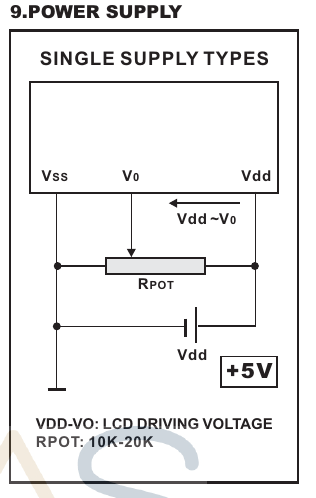 9.POWER SUPPLY
SINGLE SUPPLY TYPES
Vss V0 Vdd
Vdd ~V0
RPOT
Vdd
+5V
VDD-VO: LCD DRIVING VOLTAGE
RPOT: 10K-20K